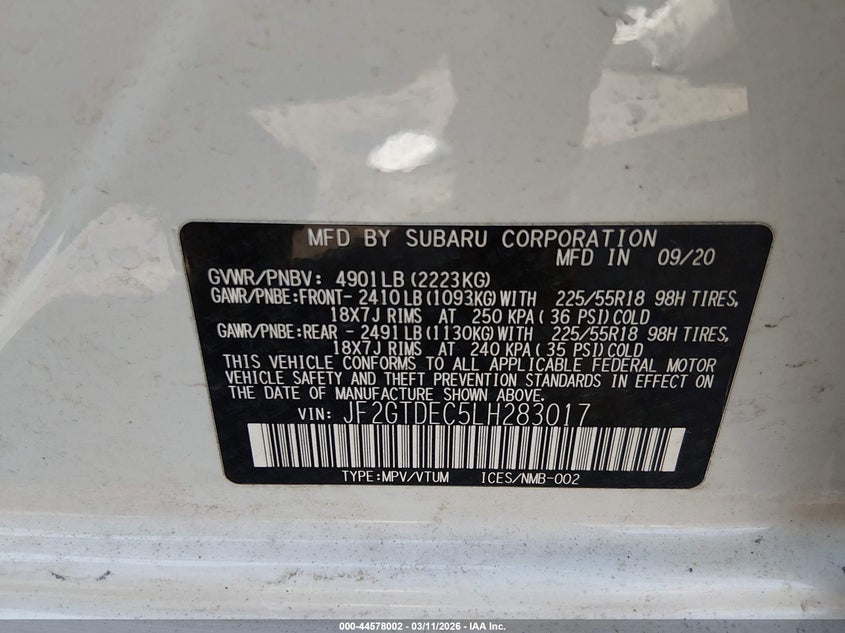 MFD BY SUBARU CORPORATION
MFD IN 09/20
GVWR/PNBV: 4901LB(2223KG)
GAWR/PNBE:FRONT- 2410LB(1093KG)WITH 225/55R18 98H TIRES,
18X7J RIMS AT 250 KPA(36 PSI)COLD
GAWR/PNBE:REAR - 2491LB(1130KG)WITH 225/55R18 98H TIRES,
18X7J RIMS AT 240 KPA(35 PSI)COLD
THIS VEHICLE CONFORMS TO ALL APPLICABLE FEDERAL MOTOR
VEHICLE SAFETY AND THEFT PREVENTION STANDARDS IN EFFECT ON
THE DATE OF MANUFACTURE SHOWN ABOVE.
VIN: JF2GTDEC5LH283017
TYPE:MPV/VTUM ICES/NMB-002
000-44578002 - 03/11/2026 - IAA Inc.